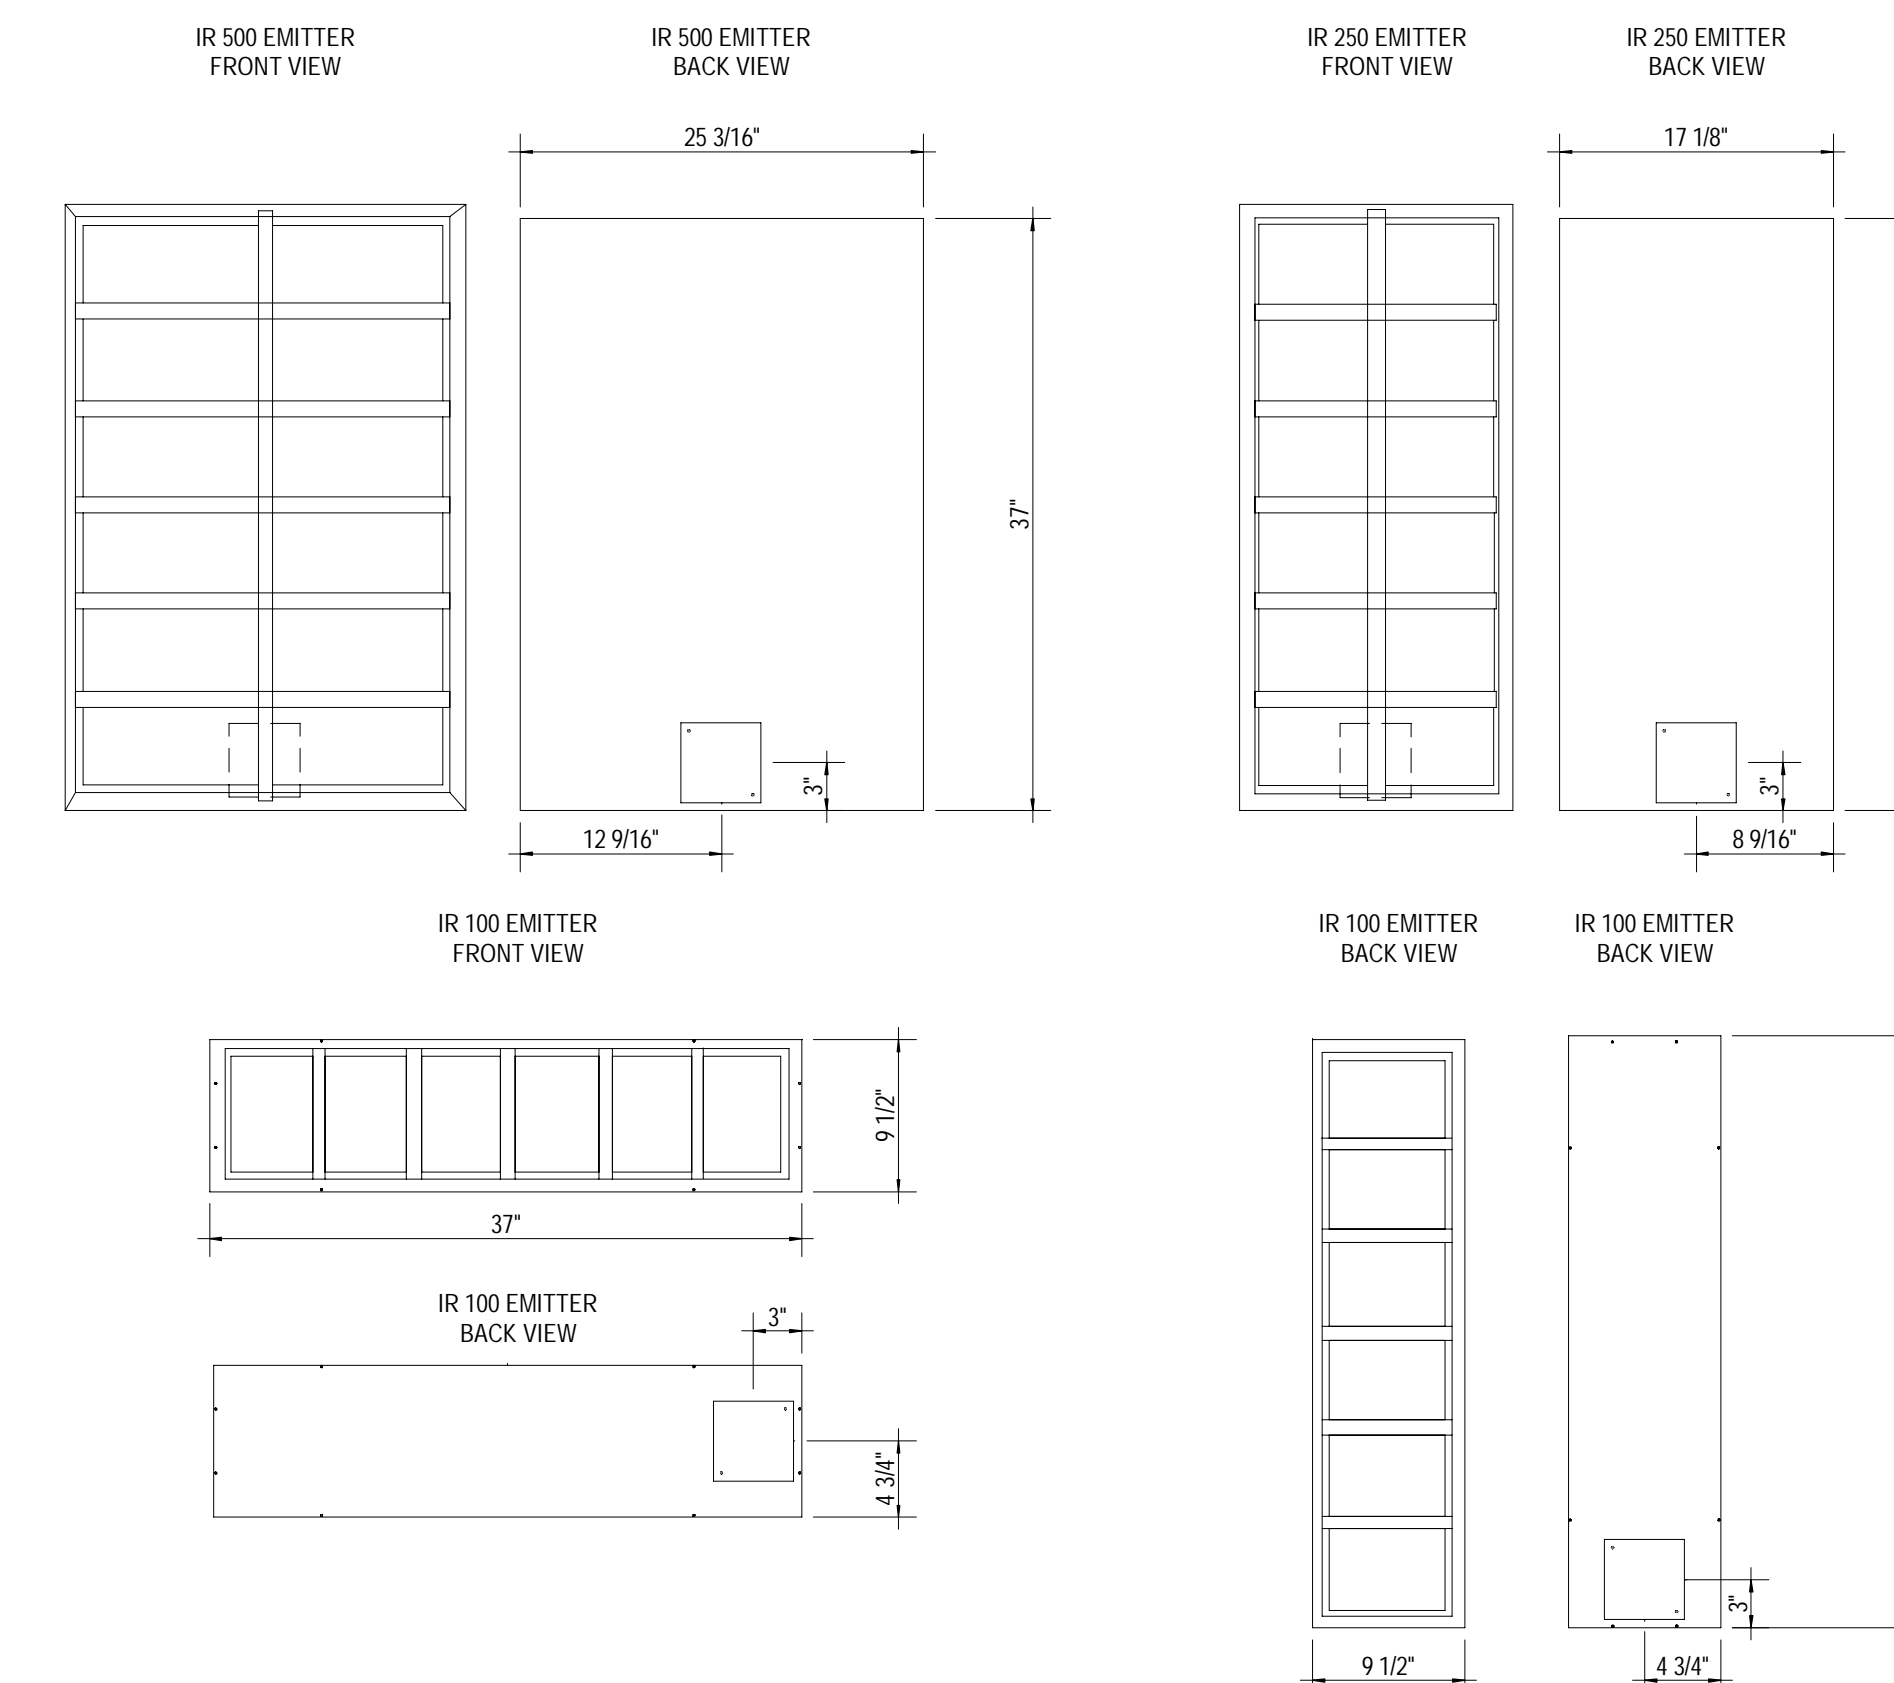 IR 500 EMITTER
FRONT VIEW
IR 500 EMITTER
BACK VIEW
IR 250 EMITTER
FRONT VIEW
IR 250 EMITTER
BACK VIEW
25 3/16"
17 1/8"
37"
3"
3"
12 9/16"
8 9/16"
IR 100 EMITTER
FRONT VIEW
IR 100 EMITTER
BACK VIEW
IR 100 EMITTER
BACK VIEW
9 1/2"
37"
IR 100 EMITTER
BACK VIEW
3"
4 3/4"
3"
9 1/2"
4 3/4"